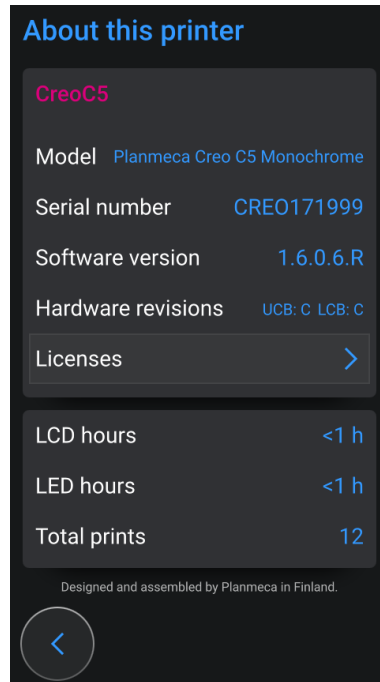 About this printer
CreoC5
Model Planmeca Creo C5 Monochrome
Serial number CREO171999
Software version 1.6.0.6.R
Hardware revisions UCB: C LCB: C
Licenses
LCD hours <1 h
LED hours <1 h
Total prints 12
Designed and assembled by Planmeca in Finland.